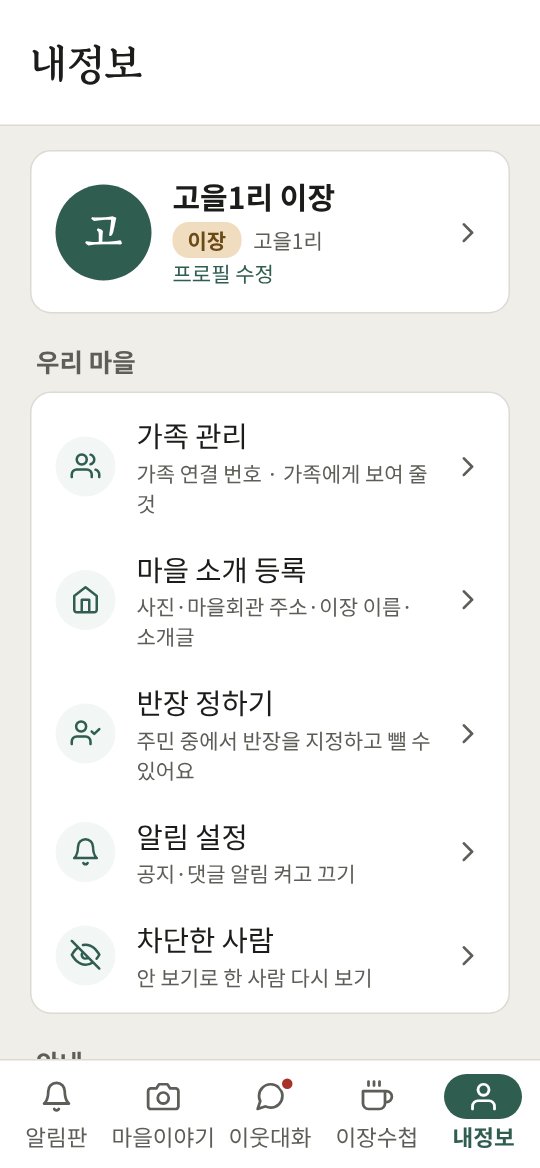 내정보
고
고을1리 이장
이장 고을1리
프로필 수정
우리 마을
가족 관리
가족 연결 번호 · 가족에게 보여 줄
것
마을 소개 등록
사진·마을회관 주소·이장 이름·
소개글
반장 정하기
주민 중에서 반장을 지정하고 뺄 수
있어요
알림 설정
공지·댓글 알림 켜고 끄기
차단한 사람
안 보기로 한 사람 다시 보기
알림판 마을이야기 이웃대화 이장수첩 내정보